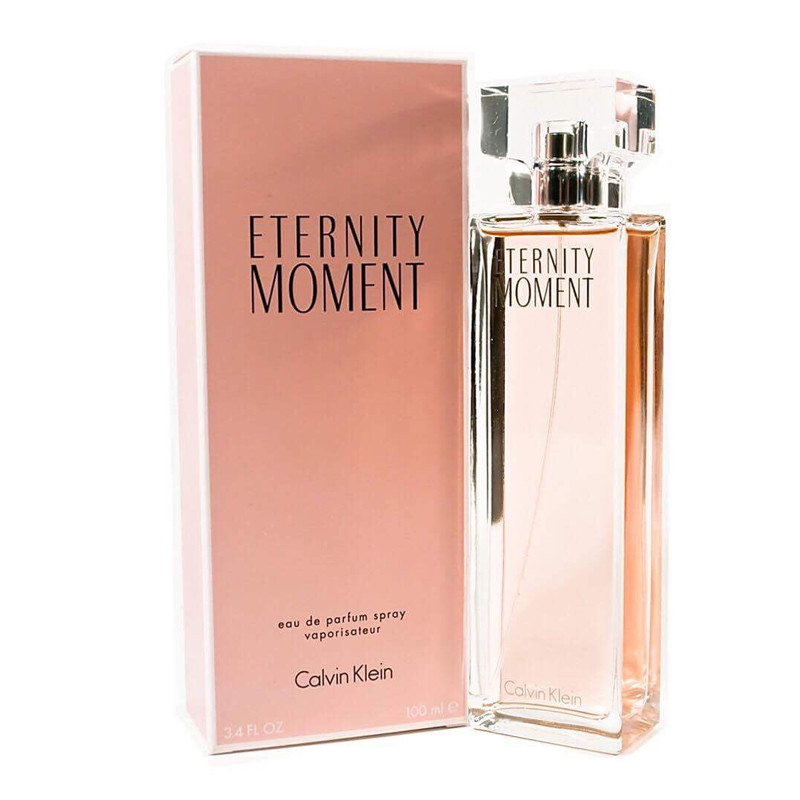 ETERNITY
MOMENT
eau de parfum spray
vaporisateur
Calvin Klein
3.4 FL OZ
100 ml ℮
ETERNITY
MOMENT
Calvin Klein